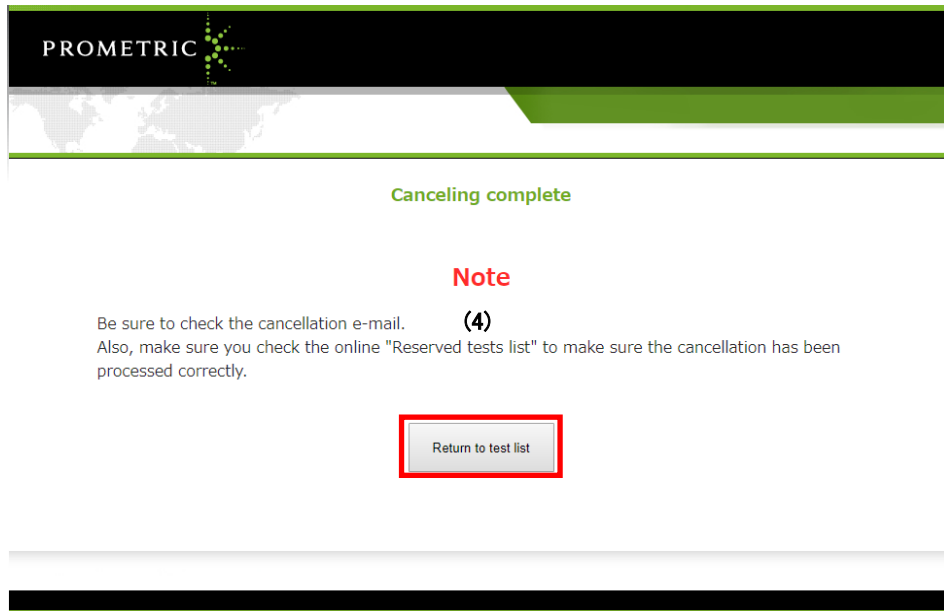 PROMETRIC
TM
Canceling complete
Note
Be sure to check the cancellation e-mail. (4)
Also, make sure you check the online "Reserved tests list" to make sure the cancellation has been
processed correctly.
Return to test list